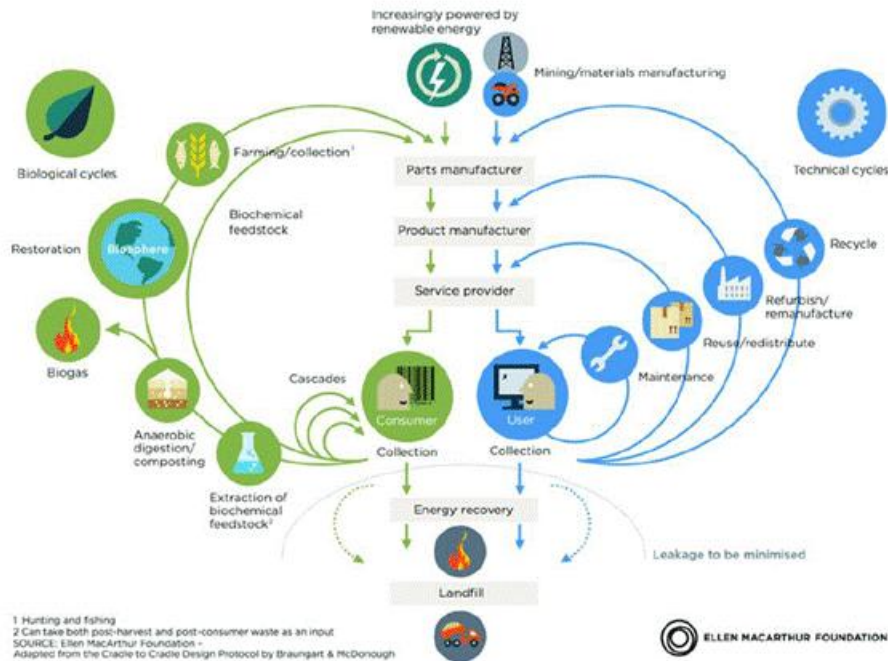 Increasingly powered by
renewable energy
Mining/materials manufacturing
Biological cycles
Technical cycles
Farming/collection¹
Parts manufacturer
Biochemical
feedstock
Product manufacturer
Restoration
Biosphere
Recycle
Service provider
Refurbish/
remanufacture
Reuse/redistribute
Biogas
Cascades
Maintenance
Consumer
User
Anaerobic
digestion/
composting
Collection
Collection
Extraction of
biochemical
feedstock²
Energy recovery
Leakage to be minimised
Landfill
1 Hunting and fishing
2 Can take both post-harvest and post-consumer waste as an input
SOURCE: Ellen MacArthur Foundation -
Adapted from the Cradle to Cradle Design Protocol by Braungart & McDonough
ELLEN MACARTHUR FOUNDATION